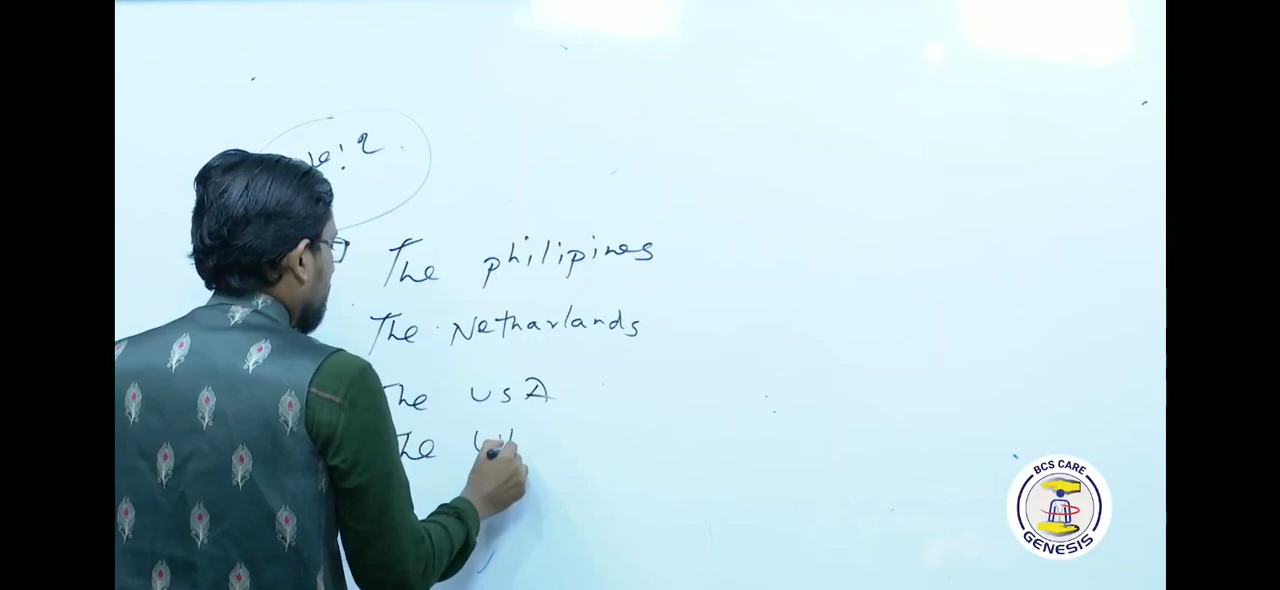 The philipines
The Netharlands
The USA
The
BCS CARE
GENESIS